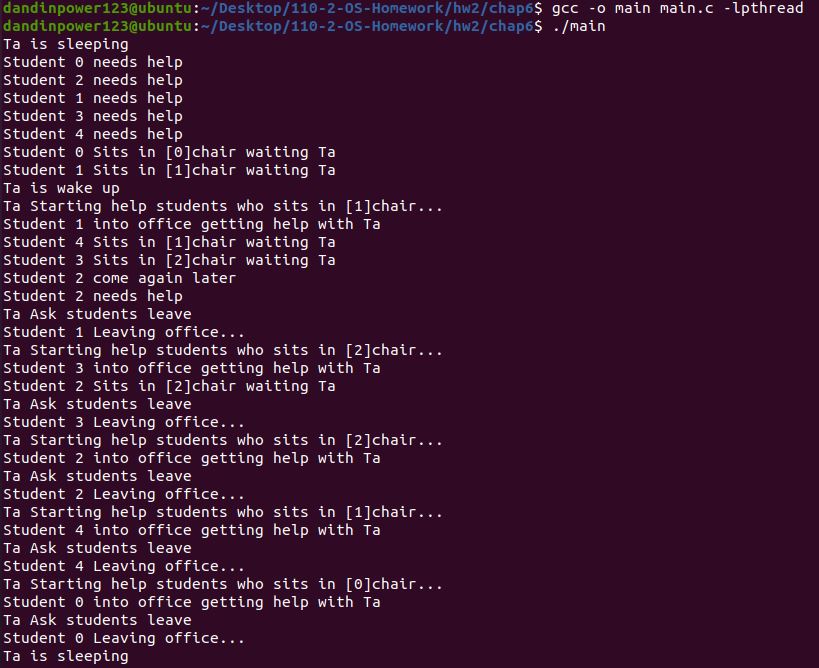 dandinpower123@ubuntu:~/Desktop/110-2-OS-Homework/hw2/chap6$ gcc -o main main.c -lpthread
dandinpower123@ubuntu:~/Desktop/110-2-OS-Homework/hw2/chap6$ ./main
Ta is sleeping
Student 0 needs help
Student 2 needs help
Student 1 needs help
Student 3 needs help
Student 4 needs help
Student 0 Sits in [0]chair waiting Ta
Student 1 Sits in [1]chair waiting Ta
Ta is wake up
Ta Starting help students who sits in [1]chair...
Student 1 into office getting help with Ta
Student 4 Sits in [1]chair waiting Ta
Student 3 Sits in [2]chair waiting Ta
Student 2 come again later
Student 2 needs help
Ta Ask students leave
Student 1 Leaving office...
Ta Starting help students who sits in [2]chair...
Student 3 into office getting help with Ta
Student 2 Sits in [2]chair waiting Ta
Ta Ask students leave
Student 3 Leaving office...
Ta Starting help students who sits in [2]chair...
Student 2 into office getting help with Ta
Ta Ask students leave
Student 2 Leaving office...
Ta Starting help students who sits in [1]chair...
Student 4 into office getting help with Ta
Ta Ask students leave
Student 4 Leaving office...
Ta Starting help students who sits in [0]chair...
Student 0 into office getting help with Ta
Ta Ask students leave
Student 0 Leaving office...
Ta is sleeping